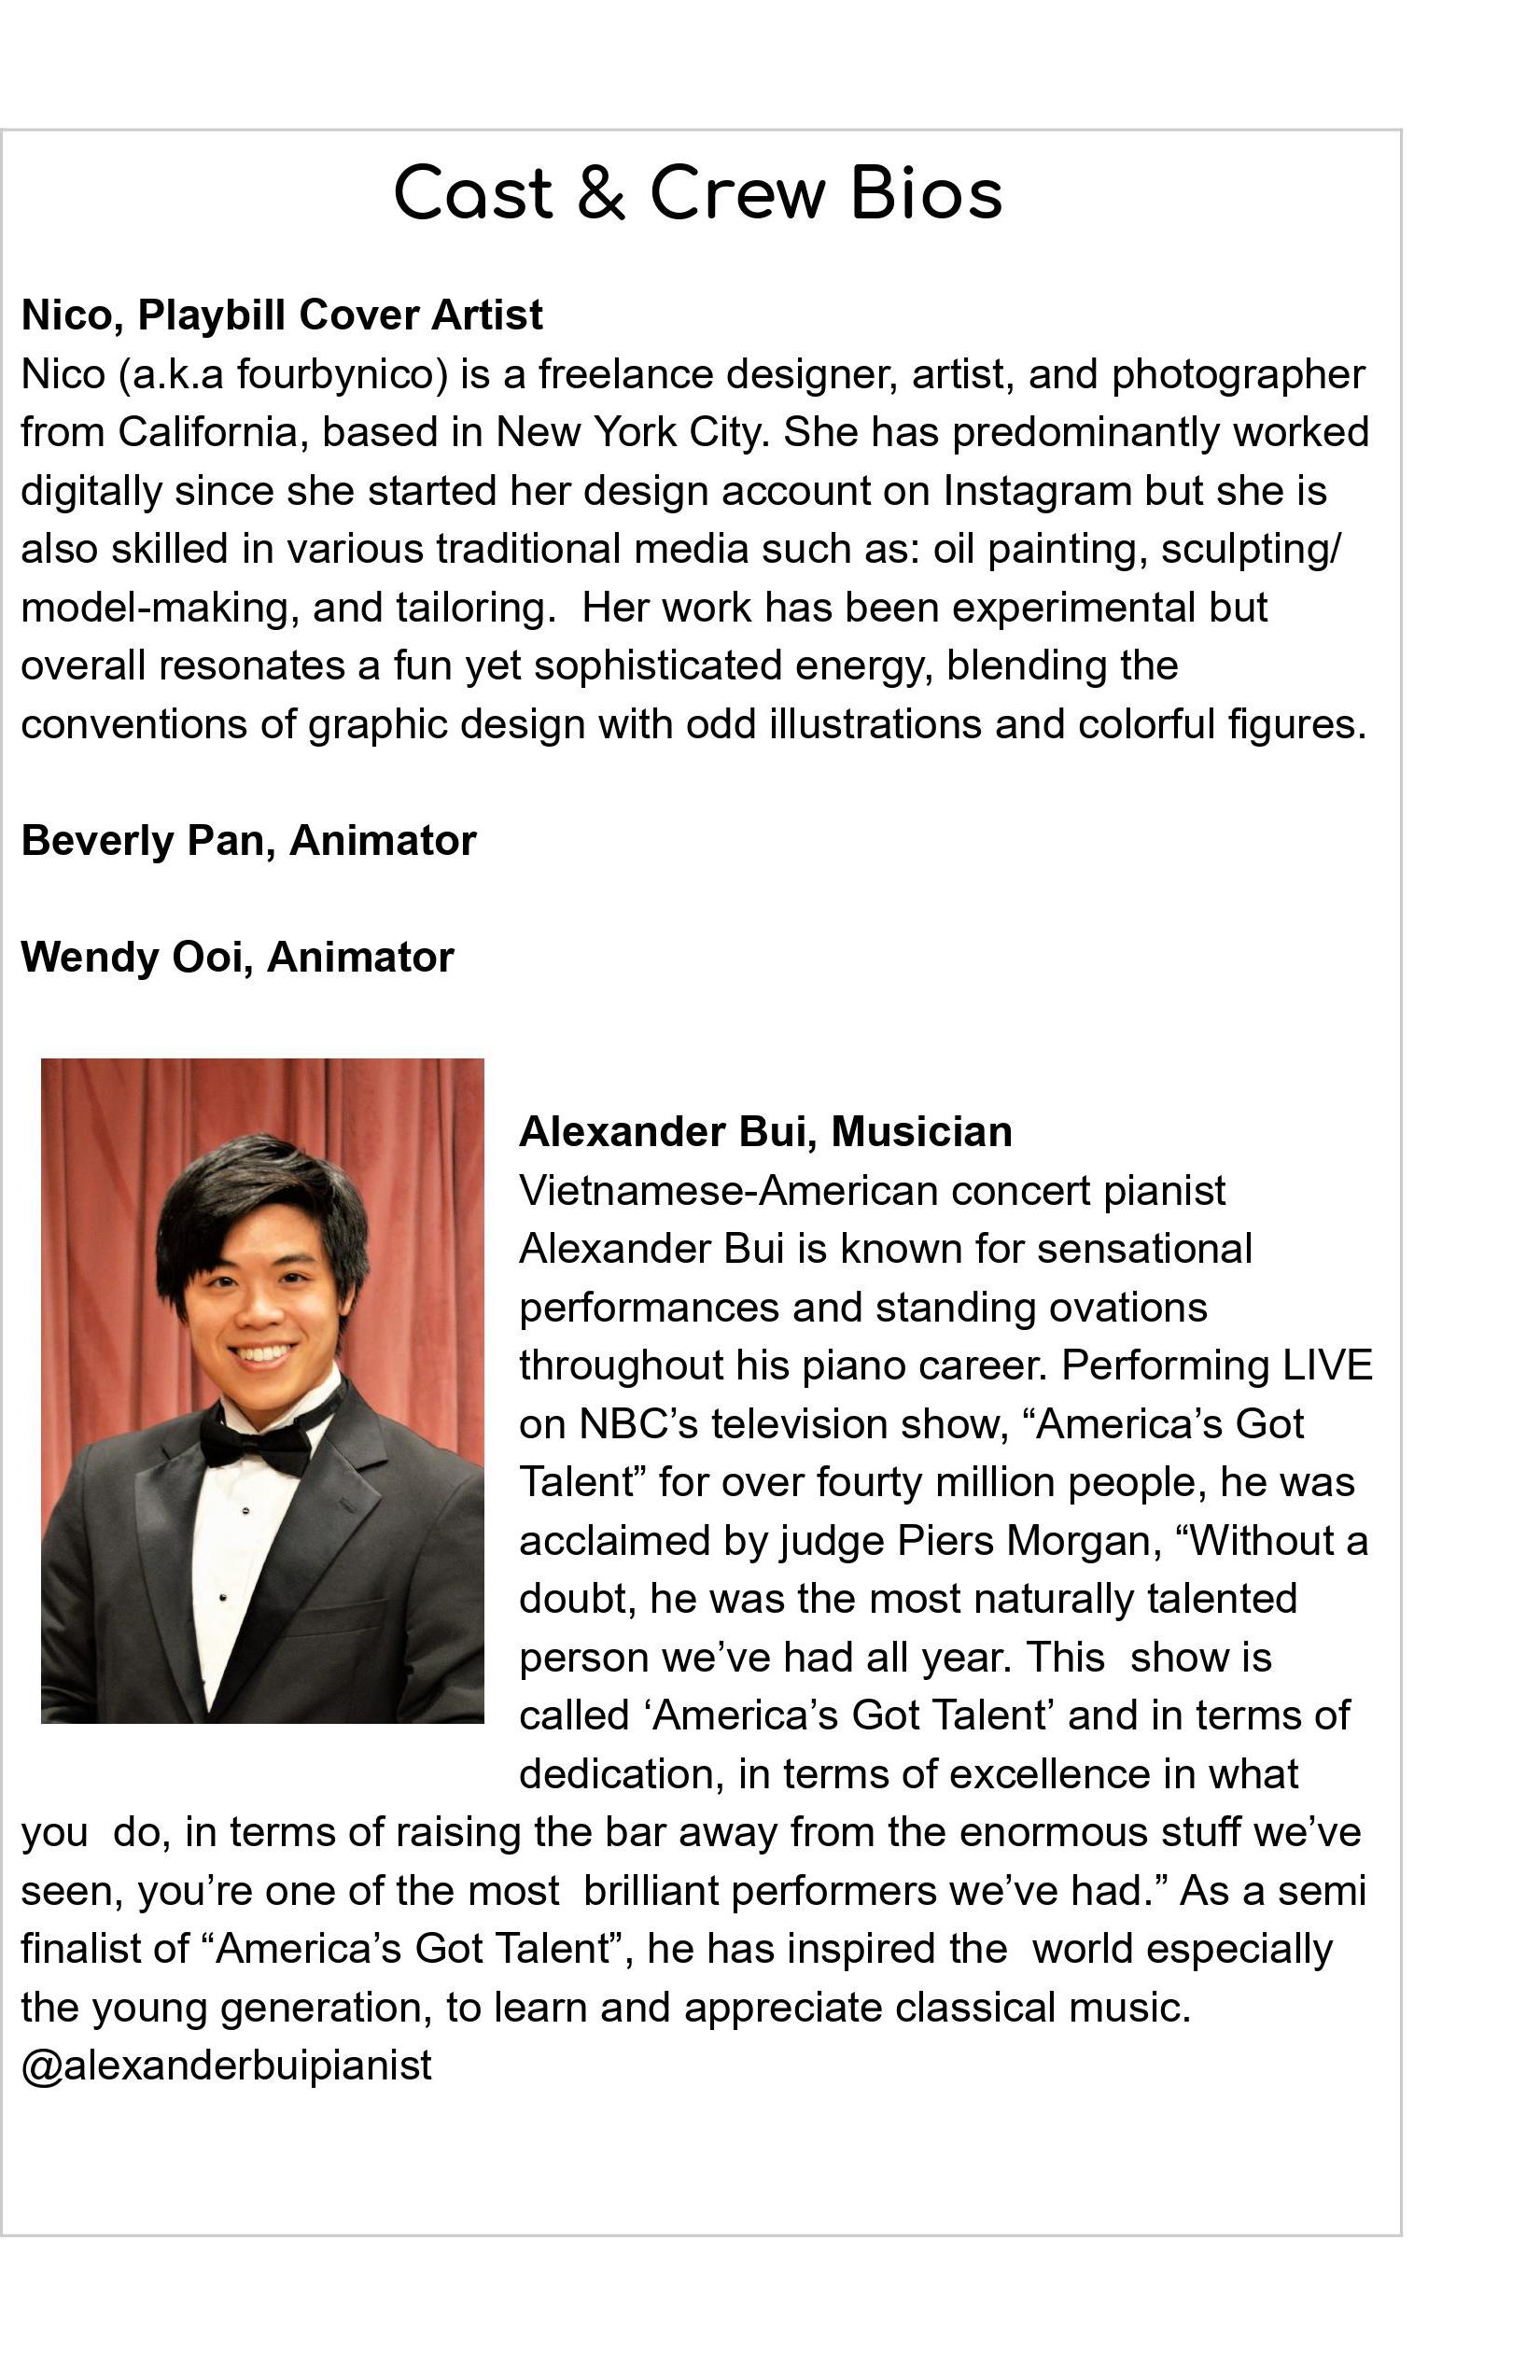 Cast & Crew Bios
Nico, Playbill Cover Artist
Nico (a.k.a fourbynico) is a freelance designer, artist, and photographer
from California, based in New York City. She has predominantly worked
digitally since she started her design account on Instagram but she is
also skilled in various traditional media such as: oil painting, sculpting/
model-making, and tailoring.  Her work has been experimental but
overall resonates a fun yet sophisticated energy, blending the
conventions of graphic design with odd illustrations and colorful figures.
Beverly Pan, Animator
Wendy Ooi, Animator
Alexander Bui, Musician
Vietnamese-American concert pianist
Alexander Bui is known for sensational
performances and standing ovations
throughout his piano career. Performing LIVE
on NBC’s television show, “America’s Got
Talent” for over fourty million people, he was
acclaimed by judge Piers Morgan, “Without a
doubt, he was the most naturally talented
person we’ve had all year. This  show is
called ‘America’s Got Talent’ and in terms of
dedication, in terms of excellence in what
you  do, in terms of raising the bar away from the enormous stuff we’ve
seen, you’re one of the most  brilliant performers we’ve had.” As a semi
finalist of “America’s Got Talent”, he has inspired the  world especially
the young generation, to learn and appreciate classical music.
@alexanderbuipianist